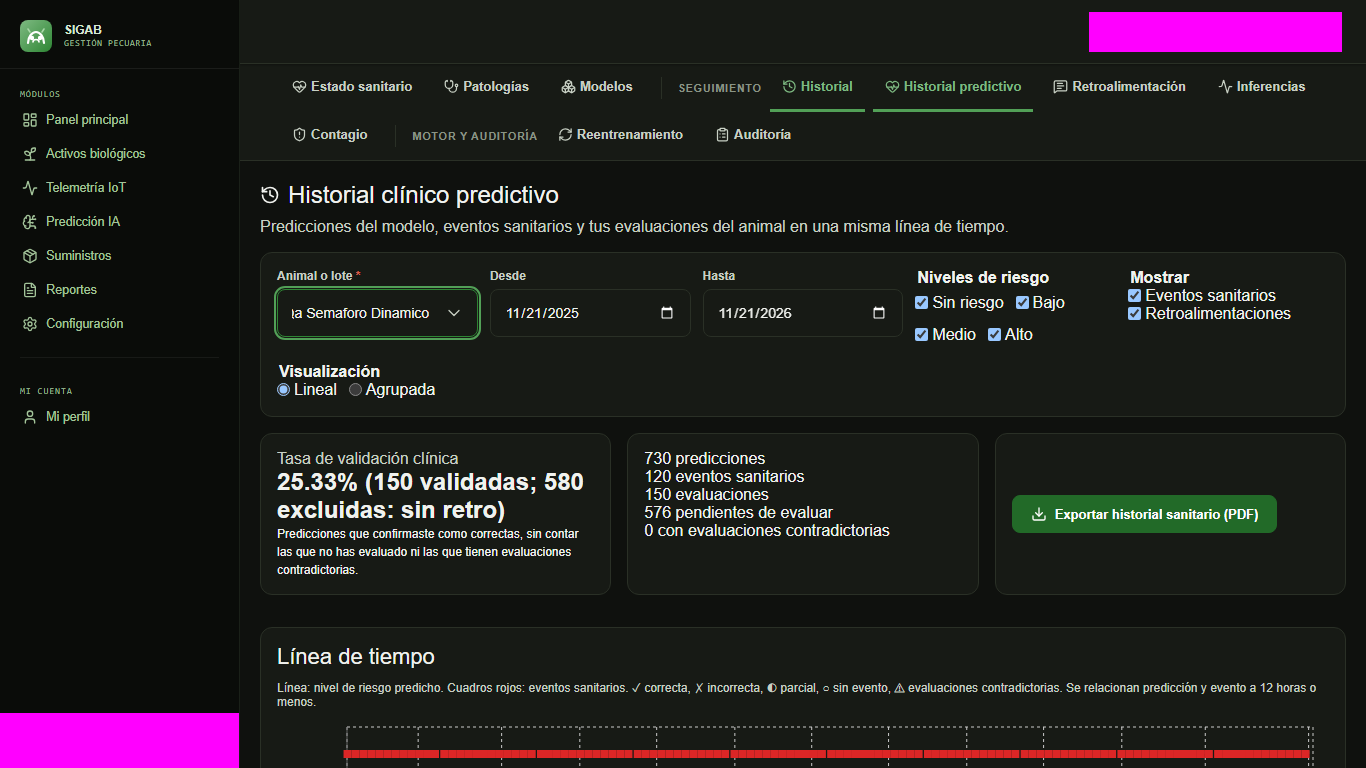 SIGAB
GESTIÓN PECUARIA
MÓDULOS
Panel principal
Activos biológicos
Telemetría IoT
Predicción IA
Suministros
Reportes
Configuración
MI CUENTA
Mi perfil
Estado sanitario
Patologías
Modelos
SEGUIMIENTO
Historial
Historial predictivo
Retroalimentación
Inferencias
Contagio
MOTOR Y AUDITORÍA
Reentrenamiento
Auditoría
Historial clínico predictivo
Predicciones del modelo, eventos sanitarios y tus evaluaciones del animal en una misma línea de tiempo.
Animal o lote *
na Semaforo Dinamico
Desde
11/21/2025
Hasta
11/21/2026
Niveles de riesgo
Sin riesgo
Bajo
Medio
Alto
Mostrar
Eventos sanitarios
Retroalimentaciones
Visualización
Lineal
Agrupada
Tasa de validación clínica
25.33% (150 validadas; 580
excluidas: sin retro)
Predicciones que confirmaste como correctas, sin contar
las que no has evaluado ni las que tienen evaluaciones
contradictorias.
730 predicciones
120 eventos sanitarios
150 evaluaciones
576 pendientes de evaluar
0 con evaluaciones contradictorias
Exportar historial sanitario (PDF)
Línea de tiempo
Línea: nivel de riesgo predicho. Cuadros rojos: eventos sanitarios. ✓ correcta, ✗ incorrecta, ◐ parcial, ○ sin evento, ⚠ evaluaciones contradictorias. Se relacionan predicción y evento a 12 horas o
menos.